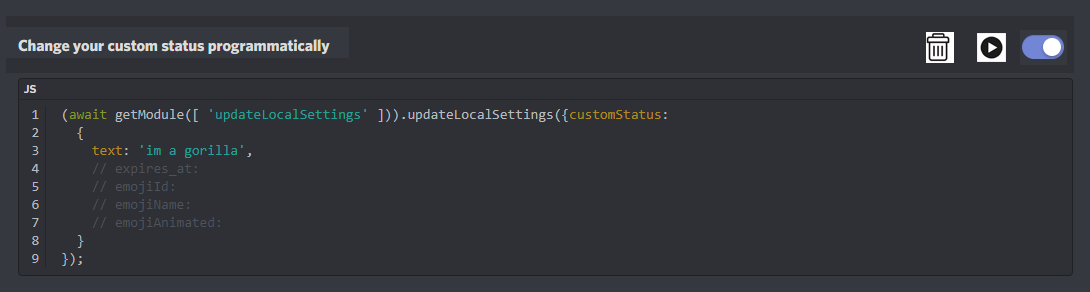 Change your custom status programmatically
JS
1 (await getModule([ 'updateLocalSettings' ])).updateLocalSettings({customStatus:
2 {
3 text: 'im a gorilla',
4 // expires_at:
5 // emojiId:
6 // emojiName:
7 // emojiAnimated:
8 }
9 });